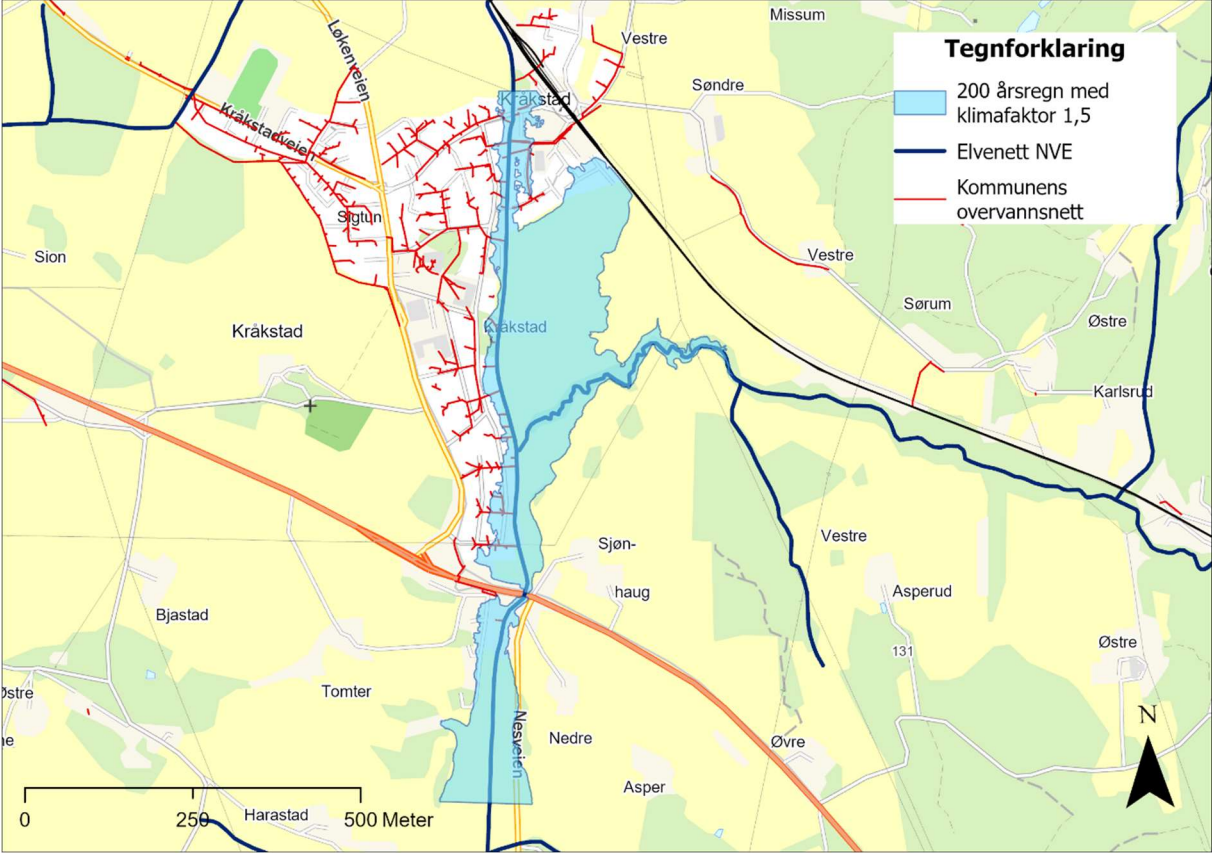 Missum
Vestre
Løkenveien
Tegnforklaring
200 årsregn med
klimafaktor 1,5
Elvenett NVE
Kommunens
overvannsnett
Søndre
Kråkstad
Kråkstadveien
Sigtun
Sion
Vestre
Sørum
Østre
Kråkstad
Kråkstad
Karlsrud
Sjøn-
haug
Vestre
Asperud
Bjastad
131
Østre
Østre
Tomter
Nesveien
Nedre
Øvre
N
Asper
Harastad
0
250
500 Meter